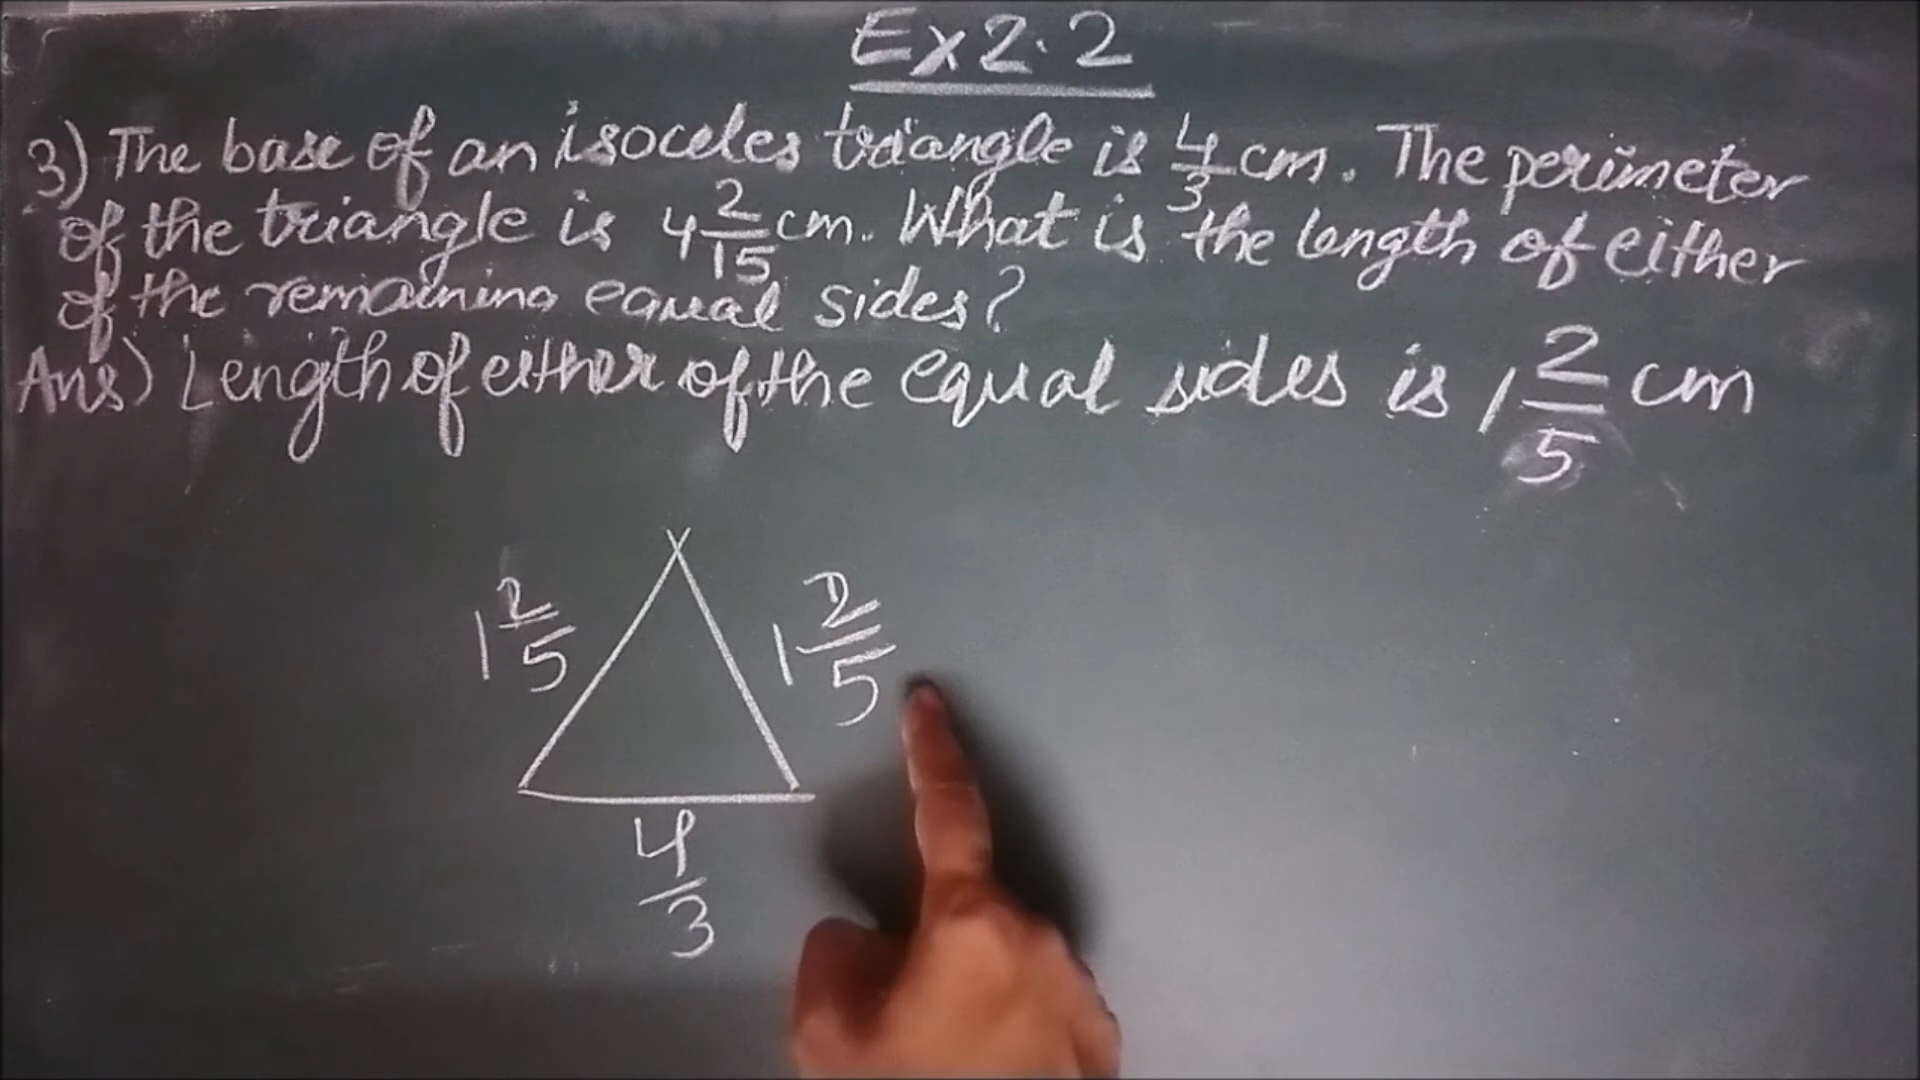 Ex 2.2
3) The base of an isoceles triangle is 4/3 cm. The perimeter
of the triangle is 4 2/15 cm. What is the length of either
of the remaining equal sides?
Ans) Length of either of the equal sides is 1 2/5 cm
1 2/5 1 2/5
4/3